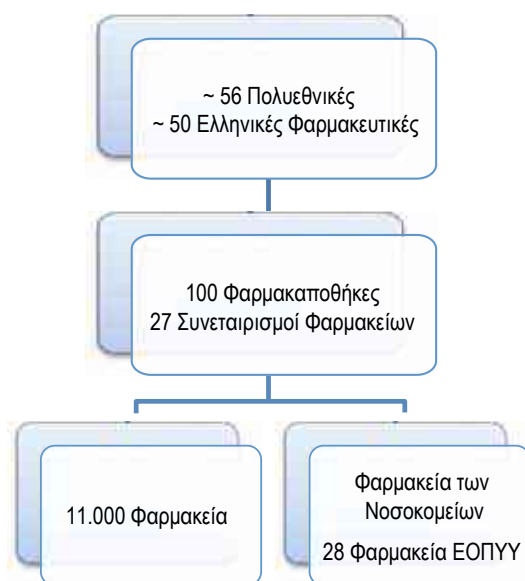 ~ 56 Πολυεθνικές
~ 50 Ελληνικές Φαρμακευτικές
100 Φαρμακαποθήκες
27 Συνεταιρισμοί Φαρμακείων
11.000 Φαρμακεία
Φαρμακεία των
Νοσοκομείων
28 Φαρμακεία ΕΟΠΥΥ